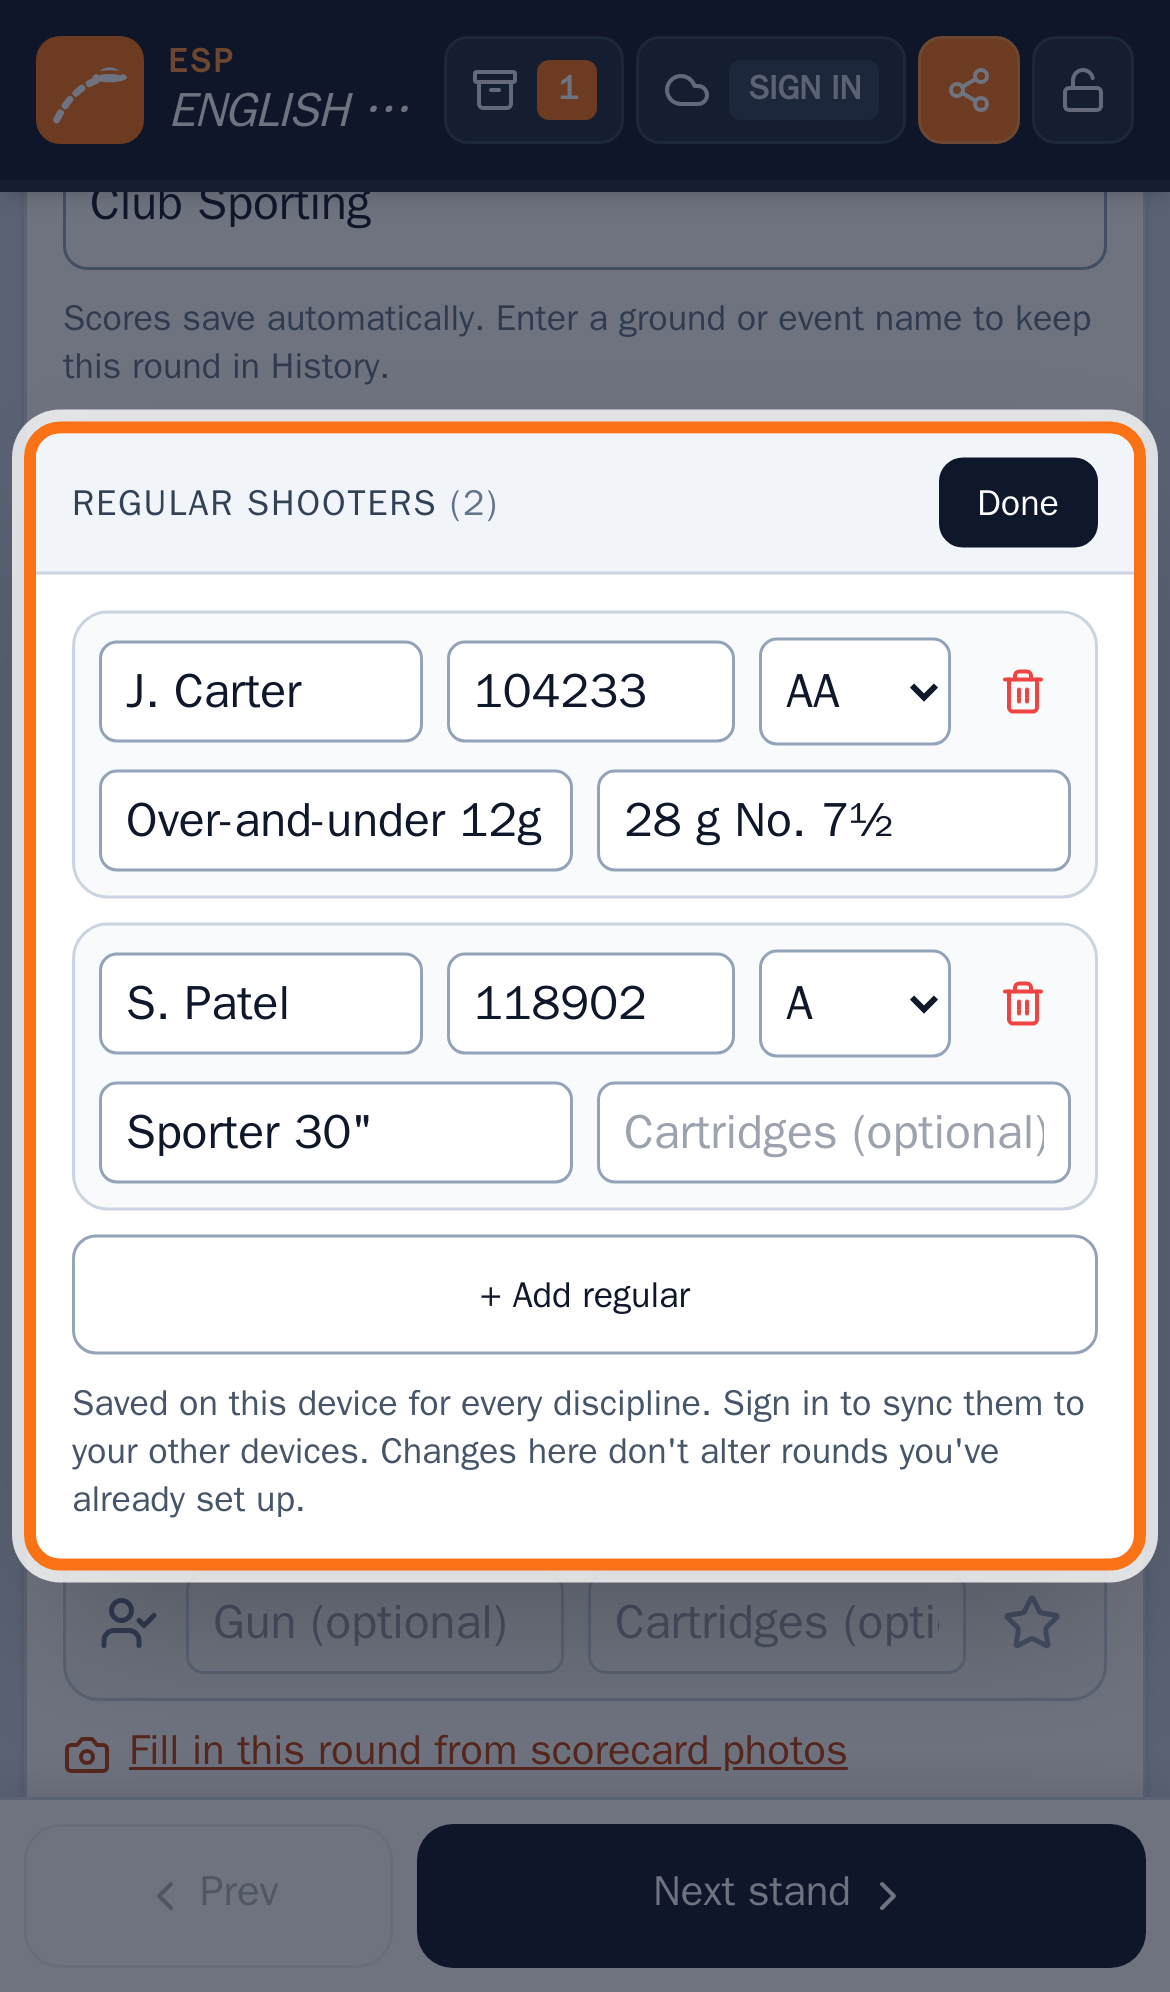 ESP
ENGLISH ...
1
SIGN IN
Club Sporting
Scores save automatically. Enter a ground or event name to keep
this round in History.
REGULAR SHOOTERS (2)
Done
J. Carter
104233
AA
Over-and-under 12g
28 g No. 7½
S. Patel
118902
A
Sporter 30"
Cartridges (optional)
+ Add regular
Saved on this device for every discipline. Sign in to sync them to
your other devices. Changes here don't alter rounds you've
already set up.
Gun (optional)
Cartridges (opti
Fill in this round from scorecard photos
Prev
Next stand